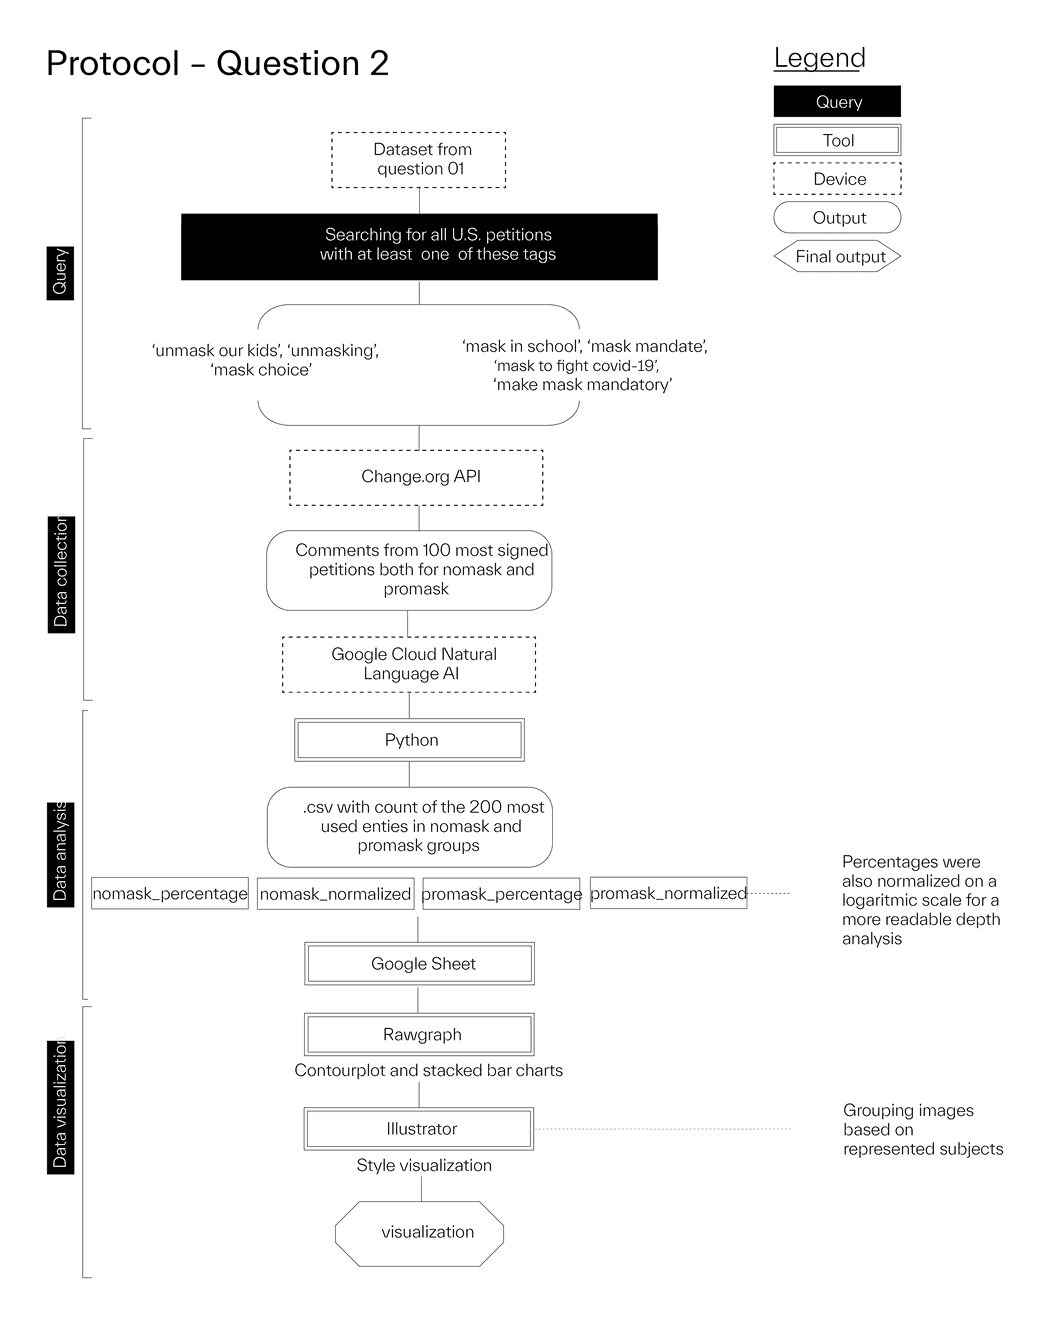 Protocol – Question 2
Legend
Query
Tool
Device
Output
Final output
Query
Dataset from
question 01
Searching for all U.S. petitions
with at least one of these tags
‘unmask our kids’, ‘unmasking’,
‘mask choice’
‘mask in school’, ‘mask mandate’,
‘mask to fight covid-19’,
‘make mask mandatory’
Data collection
Change.org API
Comments from 100 most signed
petitions both for nomask and
promask
Google Cloud Natural
Language AI
Data analysis
Python
.csv with count of the 200 most
used enties in nomask and
promask groups
nomask_percentage
nomask_normalized
promask_percentage
promask_normalized
Percentages were
also normalized on a
logaritmic scale for a
more readable depth
analysis
Google Sheet
Data visualization
Rawgraph
Contourplot and stacked bar charts
Illustrator
Grouping images
based on
represented subjects
Style visualization
visualization